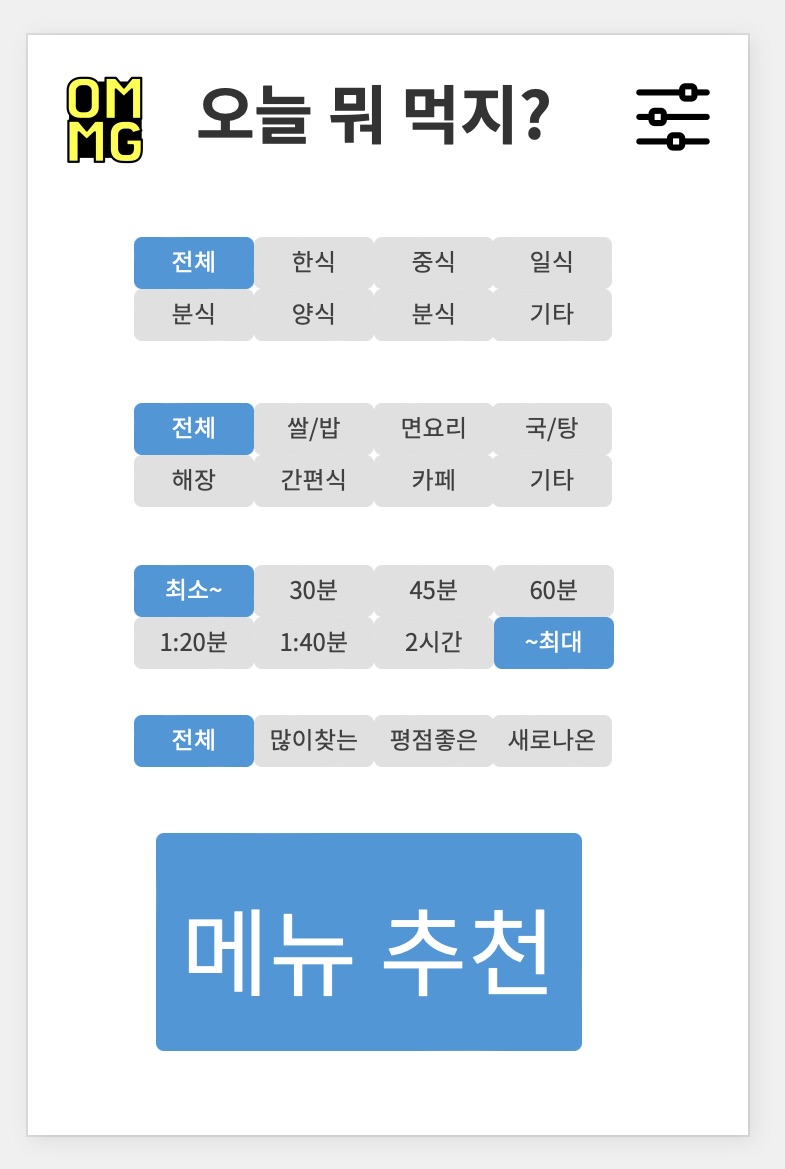 OM
MG
오늘 뭐 먹지?
전체 한식 중식 일식
분식 양식 분식 기타
전체 쌀/밥 면요리 국/탕
해장 간편식 카페 기타
최소~ 30분 45분 60분
1:20분 1:40분 2시간 ~최대
전체 많이찾는 평점좋은 새로나온
메뉴 추천